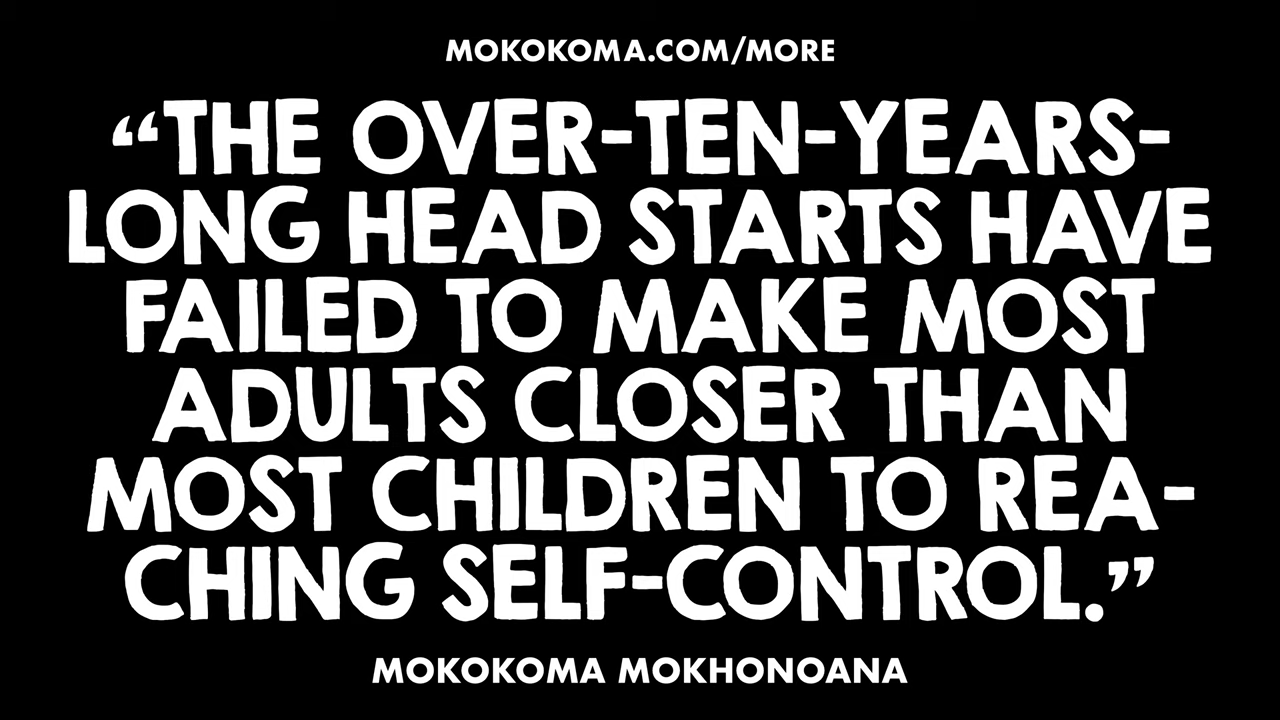 MOKOKOMA.COM/MORE
“THE OVER-TEN-YEARS-
LONG HEAD STARTS HAVE
FAILED TO MAKE MOST
ADULTS CLOSER THAN
MOST CHILDREN TO REA-
CHING SELF-CONTROL.”
MOKOKOMA MOKHONOANA